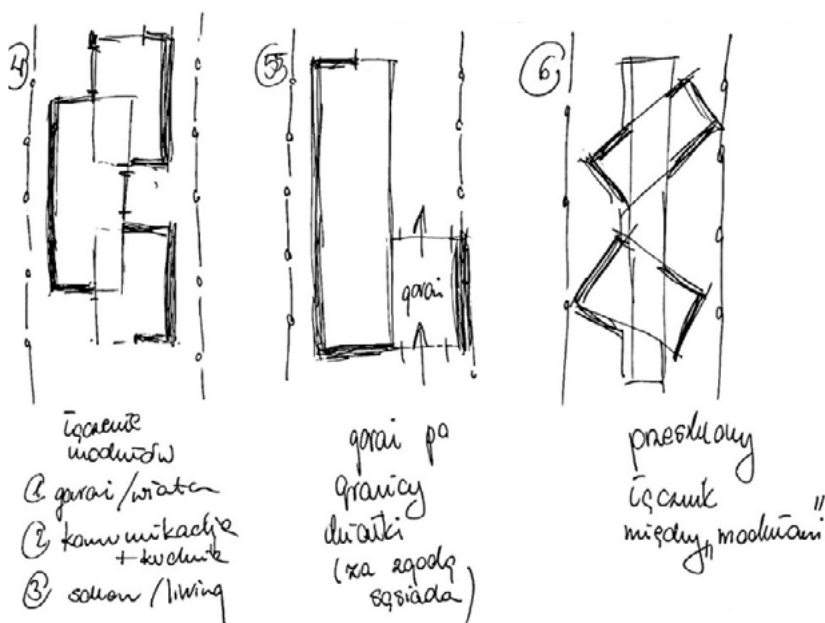 4
łączenie
modułów
1 garaż/wiata
2 komunikacja
+ kuchnia
3 salon/living
5
garaż
garaż po
granicy
działki
(za zgodą
sąsiada)
6
przeszklony
łącznik
między „modułami"